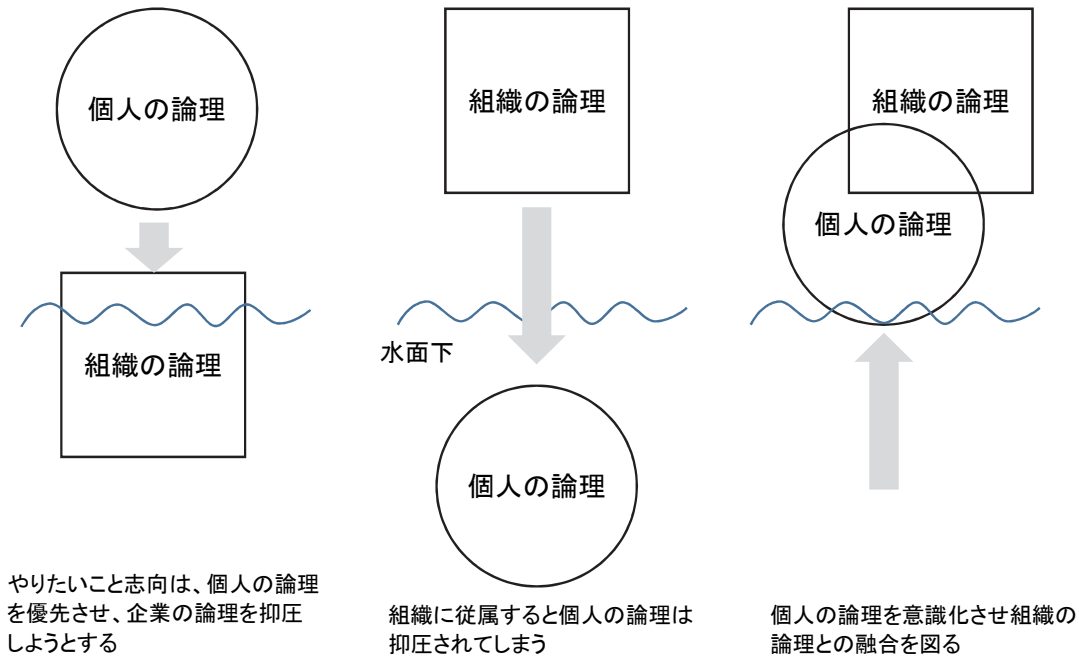 個人の論理
組織の論理
やりたいこと志向は、個人の論理
を優先させ、企業の論理を抑圧
しようとする
組織の論理
水面下
個人の論理
組織に従属すると個人の論理は
抑圧されてしまう
組織の論理
個人の論理
個人の論理を意識化させ組織の
論理との融合を図る